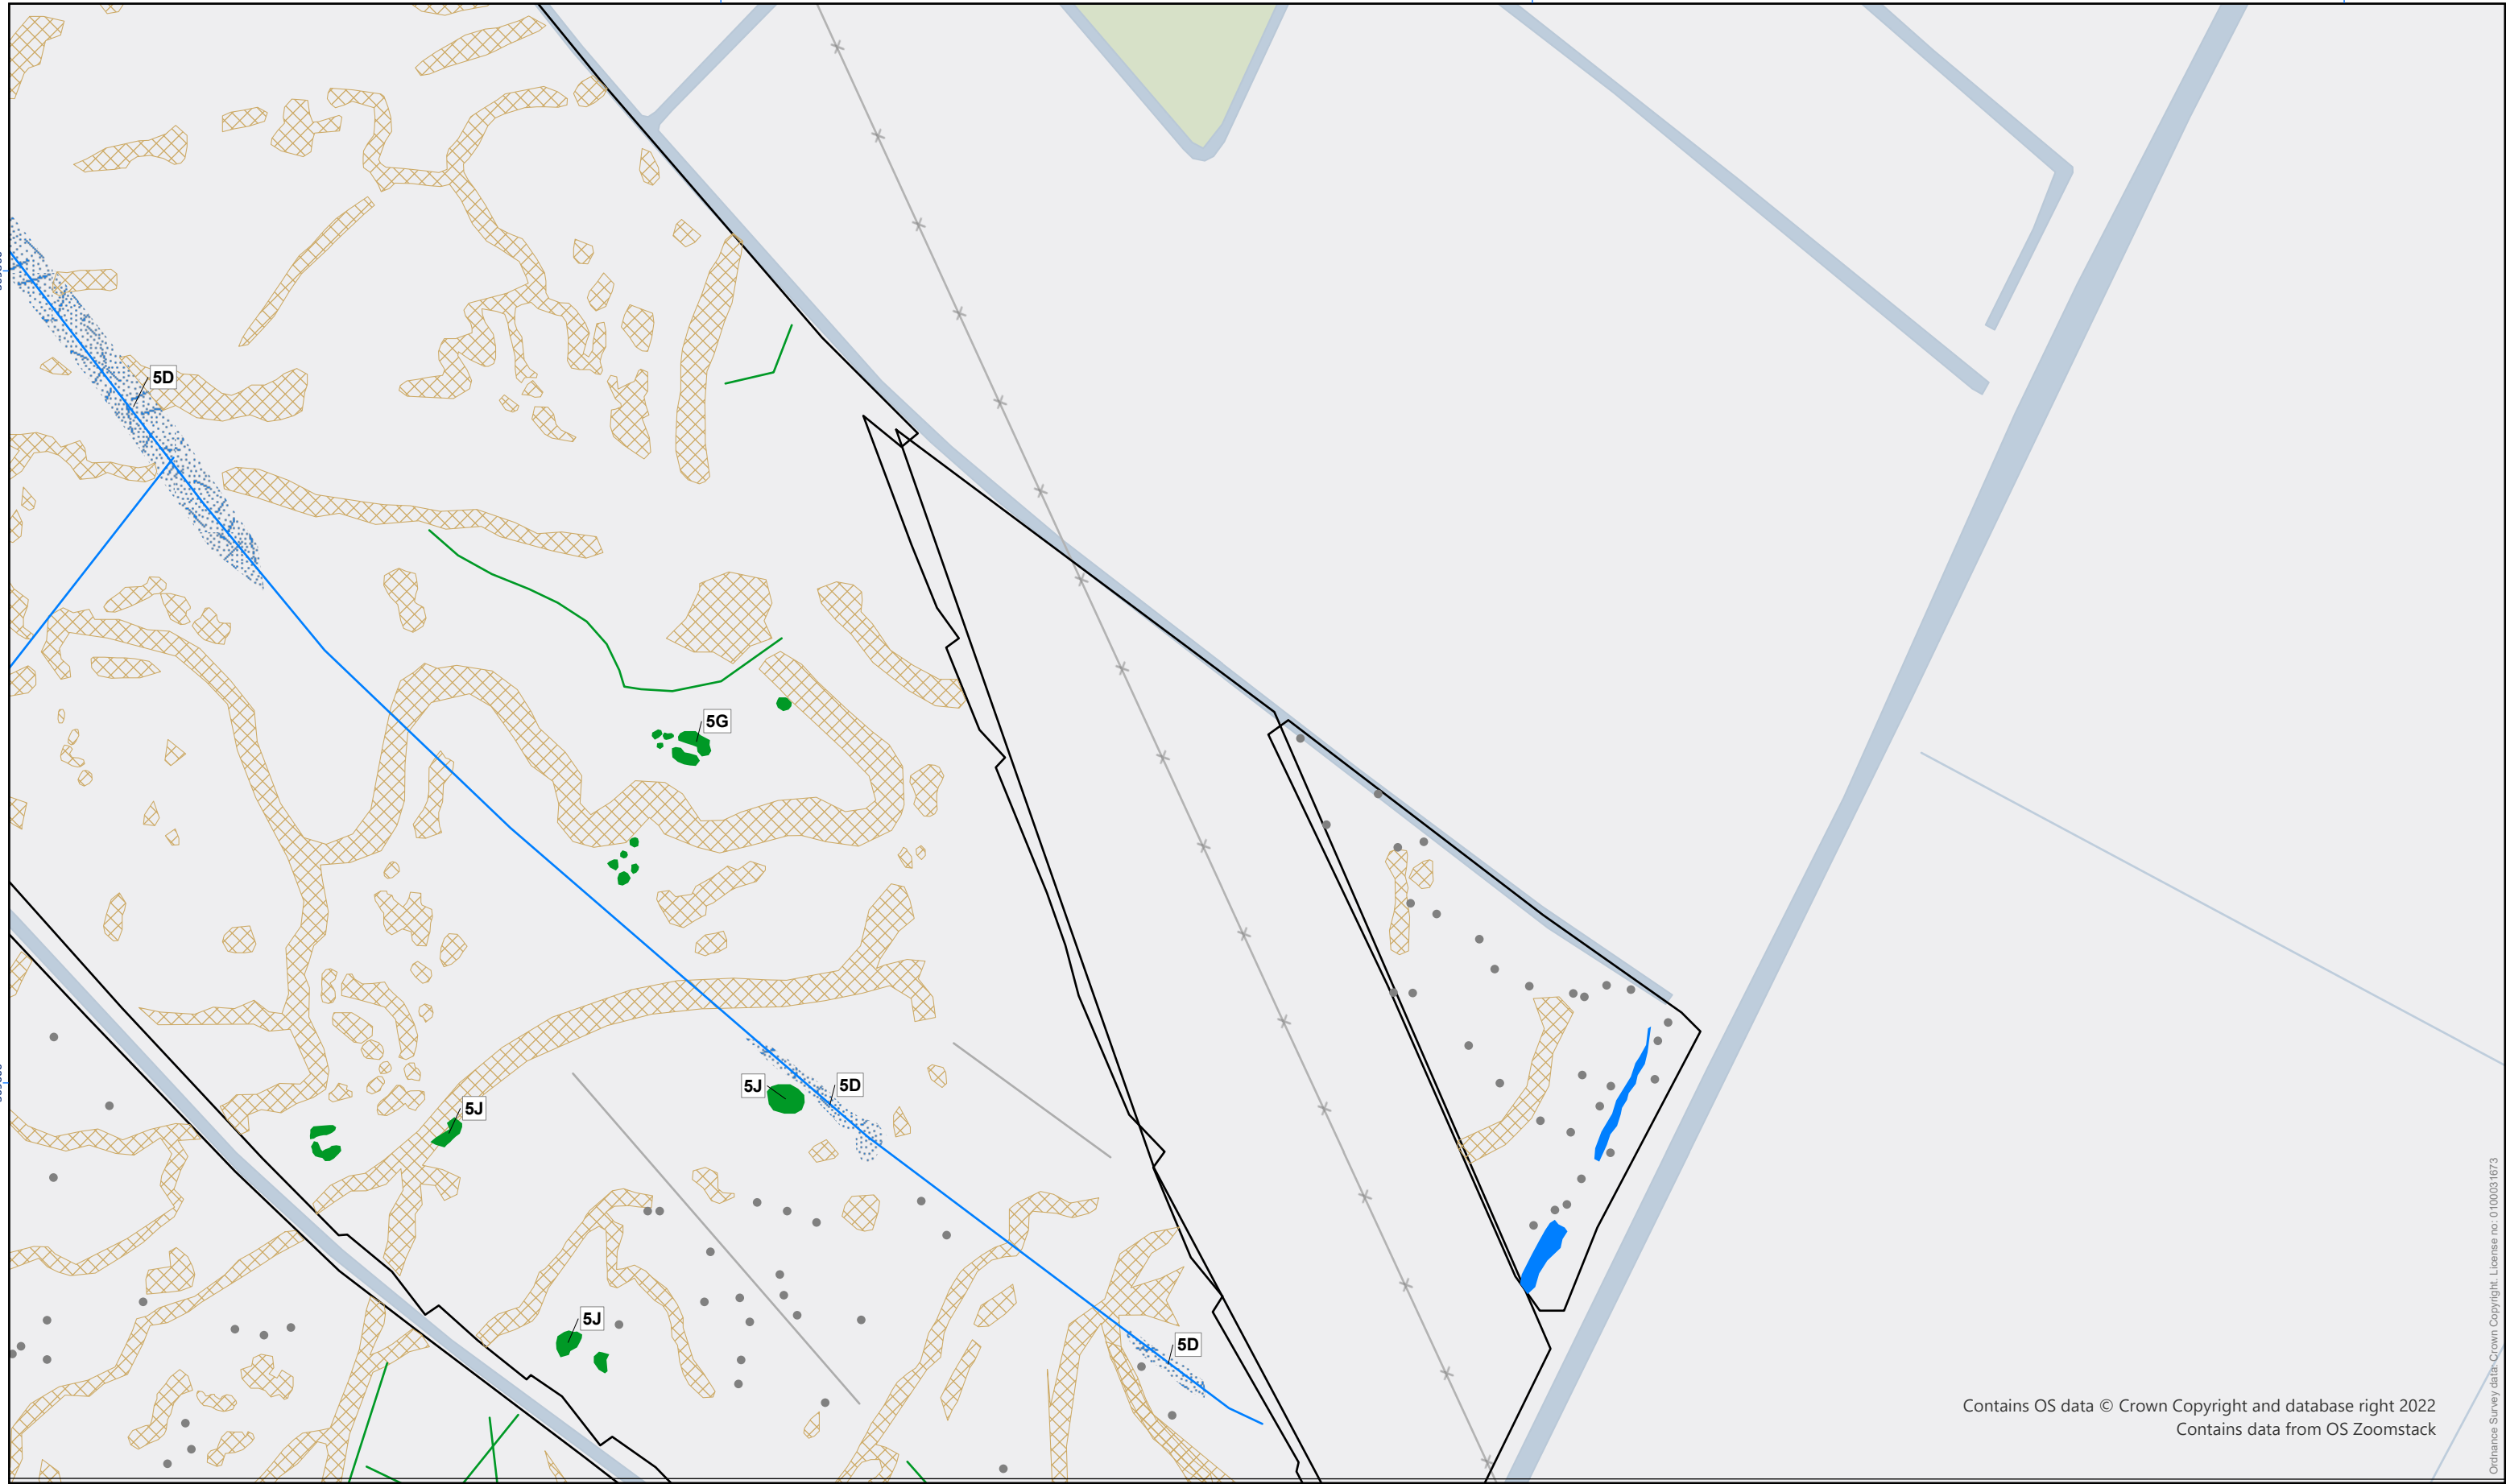 5D
5G
5J
5D
5J
5J
5D
Contains OS data © Crown Copyright and database right 2022
Contains data from OS Zoomstack
Ordnance Survey data: Crown Copyright. License no: 0100031673